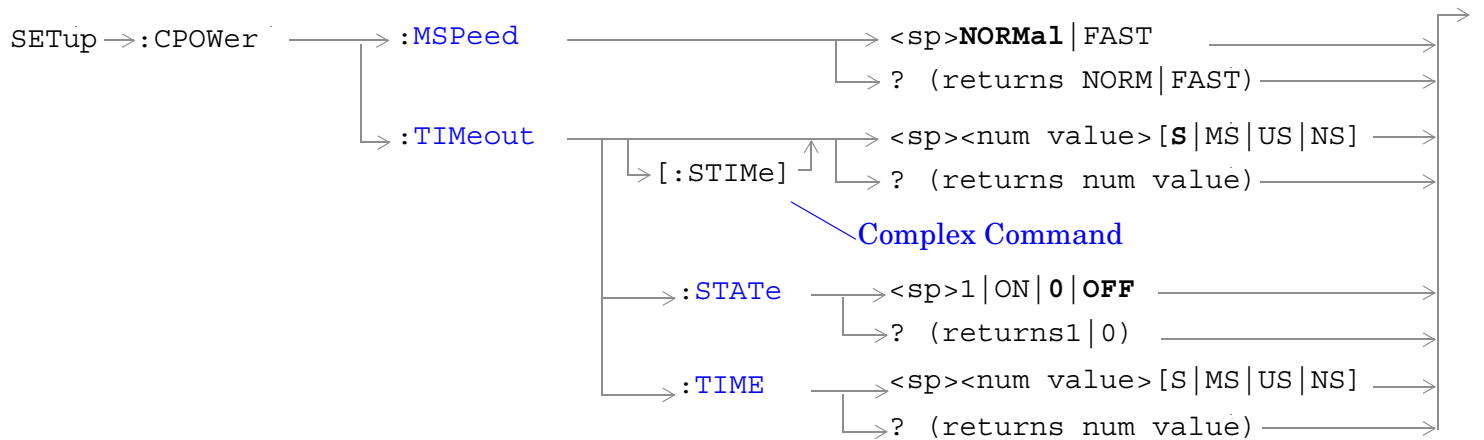 SETup :CPOWer :MSPeed <sp>NORMal|FAST
? (returns NORM|FAST)
:TIMeout <sp><num value>[S|MS|US|NS]
[:STIMe] ? (returns num value)
Complex Command
:STATe <sp>1|ON|0|OFF
? (returns1|0)
:TIME <sp><num value>[S|MS|US|NS]
? (returns num value)